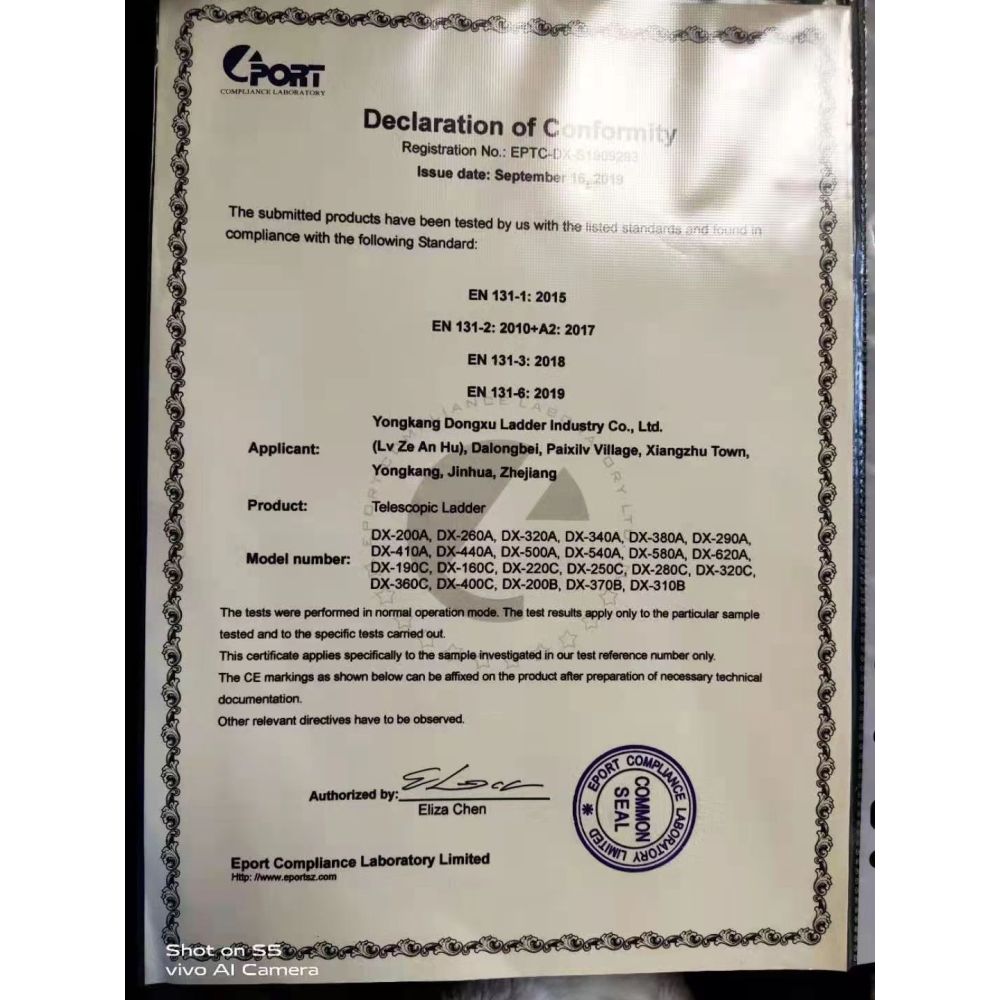 EPORT
COMPLIANCE LABORATORY
Declaration of Conformity
Registration No.: EPTC-DX-S1909293
Issue date: September 16, 2019
The submitted products have been tested by us with the listed standards and found in
compliance with the following Standard:
EN 131-1: 2015
EN 131-2: 2010+A2: 2017
EN 131-3: 2018
EN 131-6: 2019
Applicant:
Yongkang Dongxu Ladder Industry Co., Ltd.
(Lv Ze An Hu), Dalongbei, Paixilv Village, Xiangzhu Town,
Yongkang, Jinhua, Zhejiang
Product: Telescopic Ladder
Model number:
DX-200A, DX-260A, DX-320A, DX-340A, DX-380A, DX-290A,
DX-410A, DX-440A, DX-500A, DX-540A, DX-580A, DX-620A,
DX-190C, DX-160C, DX-220C, DX-250C, DX-280C, DX-320C,
DX-360C, DX-400C, DX-200B, DX-370B, DX-310B
The tests were performed in normal operation mode. The test results apply only to the particular sample
tested and to the specific tests carried out.
This certificate applies specifically to the sample investigated in our test reference number only.
The CE markings as shown below can be affixed on the product after preparation of necessary technical
documentation.
Other relevant directives have to be observed.
Authorized by:
Eliza Chen
EPORT COMPLIANCE LABORATORY LIMITED
COMMON
SEAL
Eport Compliance Laboratory Limited
Http: //www.eportsz.com
Shot on S5
vivo AI Camera